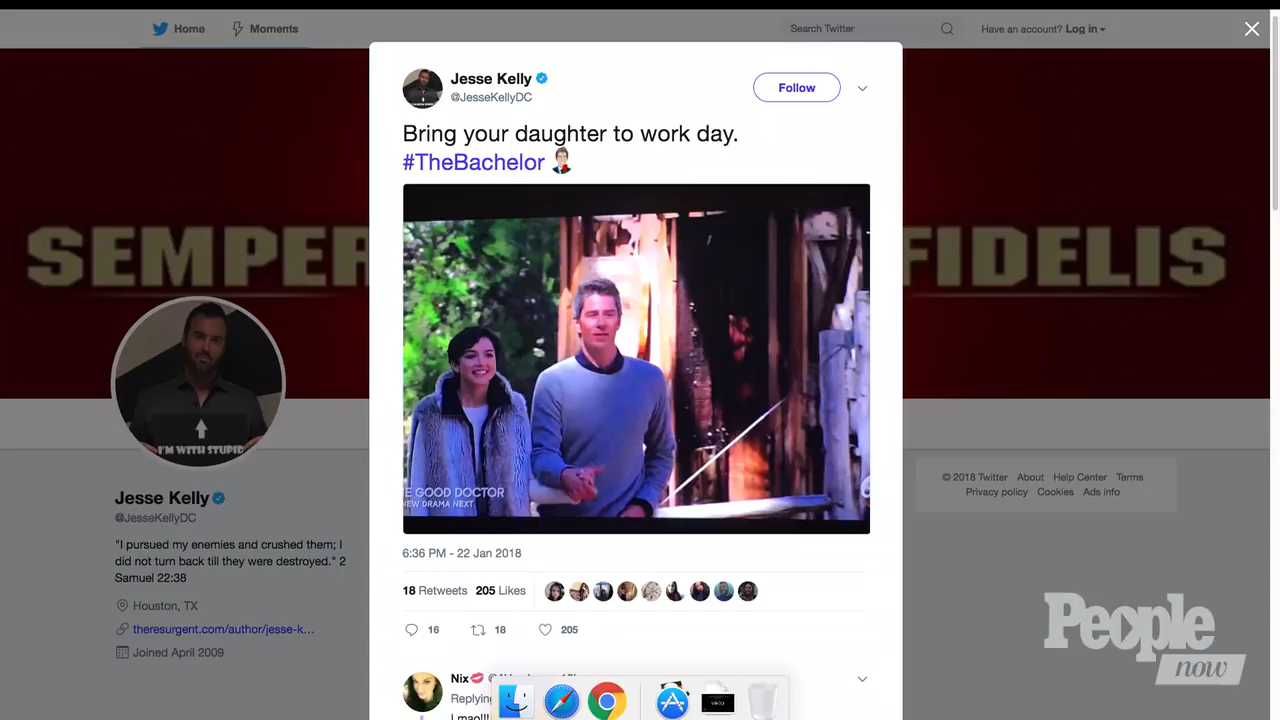 Home
Moments
Search Twitter
Have an account? Log in
SEMPER
FIDELIS
Jesse Kelly
@JesseKellyDC
Follow
Bring your daughter to work day.
#TheBachelor
E GOOD DOCTOR
NEW DRAMA NEXT
6:36 PM - 22 Jan 2018
18 Retweets 205 Likes
16
18
205
Nix
Replying
I mao!!!
I'M WITH STUPID
Jesse Kelly
@JesseKellyDC
"I pursued my enemies and crushed them; I
did not turn back till they were destroyed." 2
Samuel 22:38
Houston, TX
theresurgent.com/author/jesse-k...
Joined April 2009
© 2018 Twitter About Help Center Terms
Privacy policy Cookies Ads info
People
now